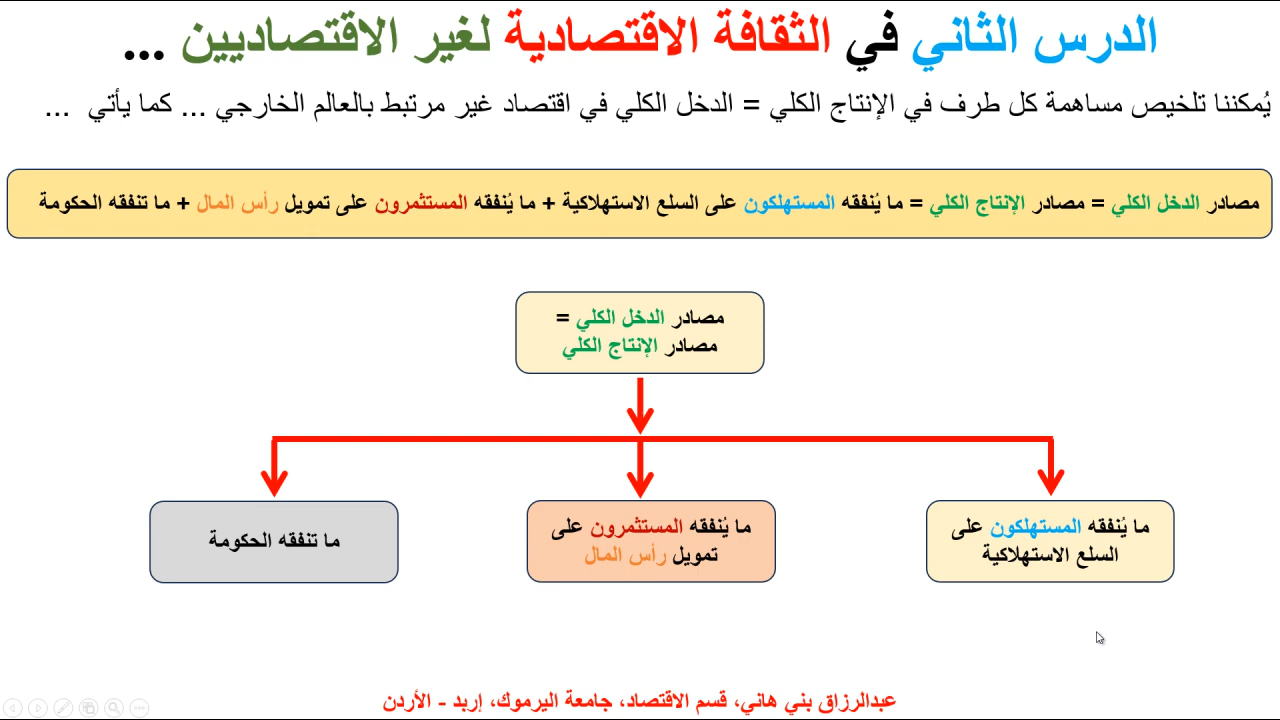 الدرس الثاني في الثقافة الاقتصادية لغير الاقتصاديين ...
يُمكننا تلخيص مساهمة كل طرف في الإنتاج الكلي = الدخل الكلي في اقتصاد غير مرتبط بالعالم الخارجي ... كما يأتي ...
مصادر الدخل الكلي = مصادر الإنتاج الكلي = ما يُنفقه المستهلكون على السلع الاستهلاكية + ما يُنفقه المستثمرون على تمويل رأس المال + ما تنفقه الحكومة
مصادر الدخل الكلي =
مصادر الإنتاج الكلي
ما يُنفقه المستهلكون على
السلع الاستهلاكية
ما يُنفقه المستثمرون على
تمويل رأس المال
ما تنفقه الحكومة
عبدالرزاق بني هاني، قسم الاقتصاد، جامعة اليرموك، إربد - الأردن